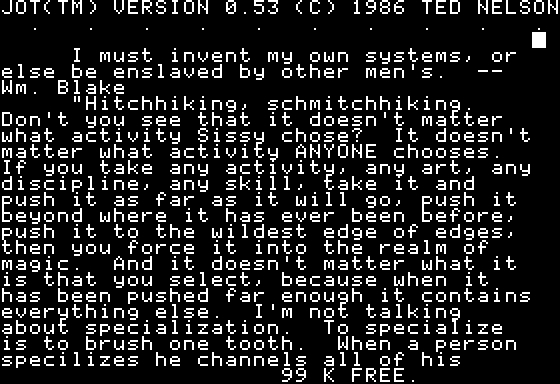 JOT(TM) VERSION 0.53 (C) 1986 TED NELSON
I must invent my own systems, or
else be enslaved by other men's.  --
Wm. Blake
"Hitchhiking, schmitchhiking.
Don't you see that it doesn't matter
what activity Sissy chose?  It doesn't
matter what activity ANYONE chooses.
If you take any activity, any art, any
discipline, any skill, take it and
push it as far as it will go, push it
beyond where it has ever been before,
push it to the wildest edge of edges,
then you force it into the realm of
magic.  And it doesn't matter what it
is that you select, because when it
has been pushed far enough it contains
everything else.  I'm not talking
about specialization.  To specialize
is to brush one tooth.  When a person
specilizes he channels all of his
99 K FREE.